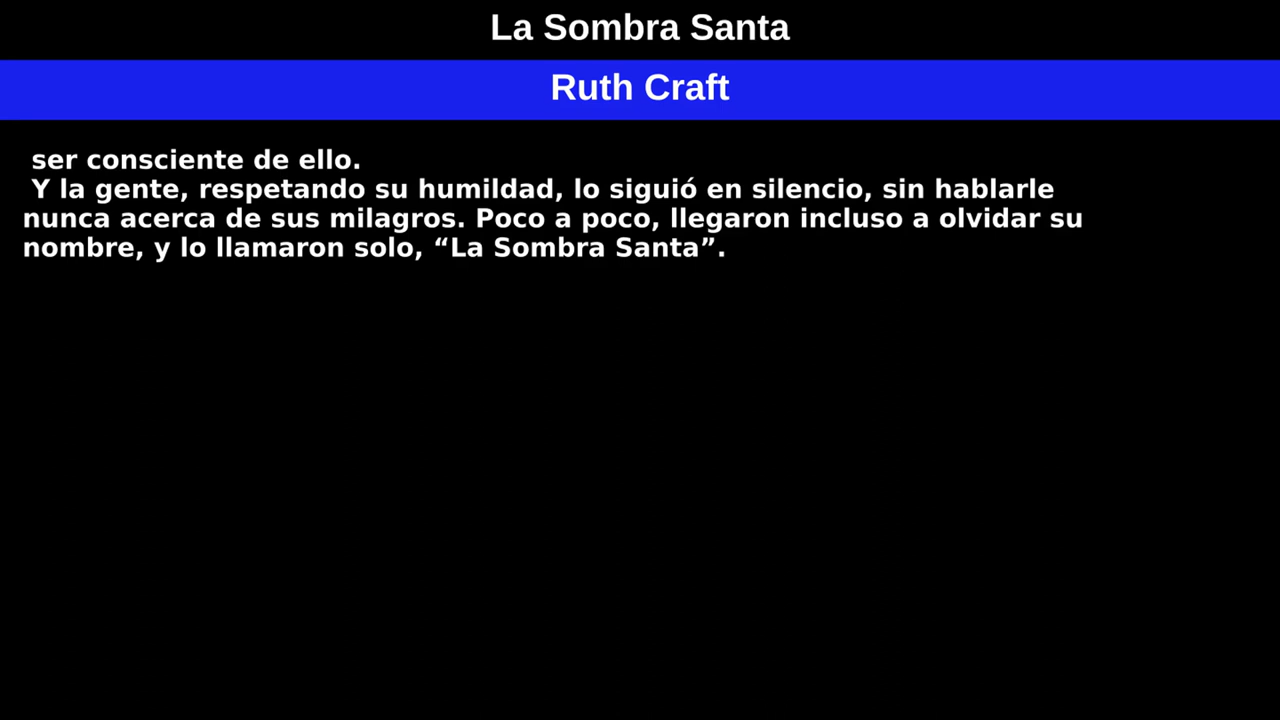 La Sombra Santa
Ruth Craft
ser consciente de ello.
Y la gente, respetando su humildad, lo siguió en silencio, sin hablarle
nunca acerca de sus milagros. Poco a poco, llegaron incluso a olvidar su
nombre, y lo llamaron solo, “La Sombra Santa”.